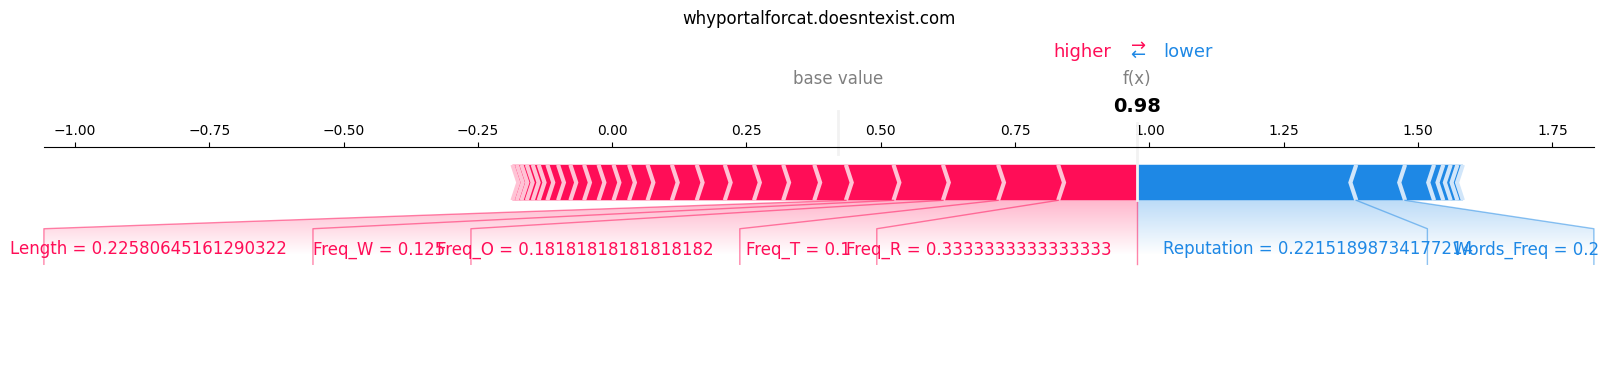 whyportalforcat.doesntexist.com
higher ⇄ lower
base value f(x)
0.98
−1.00 −0.75 −0.50 −0.25 0.00 0.25 0.50 0.75 1.00 1.25 1.50 1.75
Length = 0.22580645161290322 Freq_W = 0.125 Freq_O = 0.18181818181818182 Freq_T = 0.1 Freq_R = 0.3333333333333333 Reputation = 0.22151898734177214 Words_Freq = 0.2